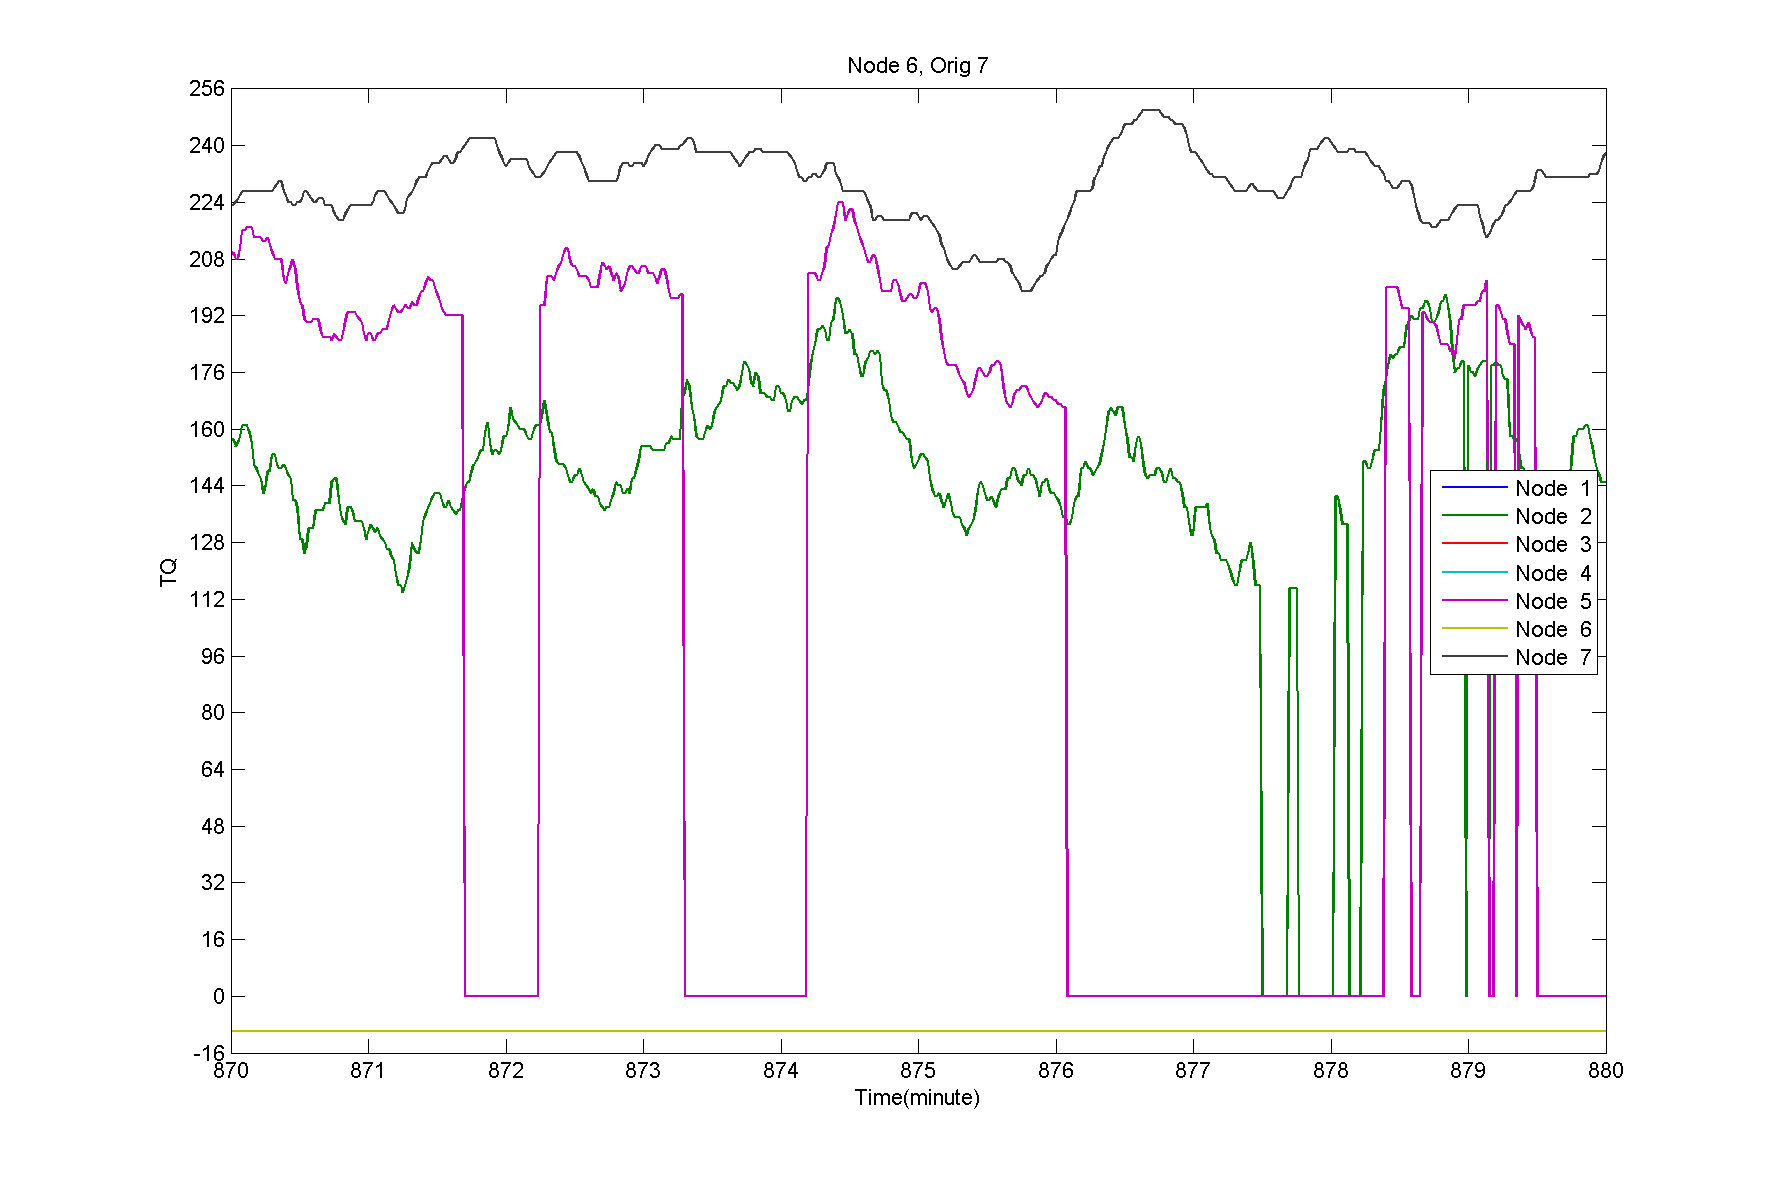 Node 6, Orig 7
256
240
224
208
192
176
160
144
128
112
96
80
64
48
32
16
0
-16
TQ
Node 1
Node 2
Node 3
Node 4
Node 5
Node 6
Node 7
870 871 872 873 874 875 876 877 878 879 880
Time(minute)